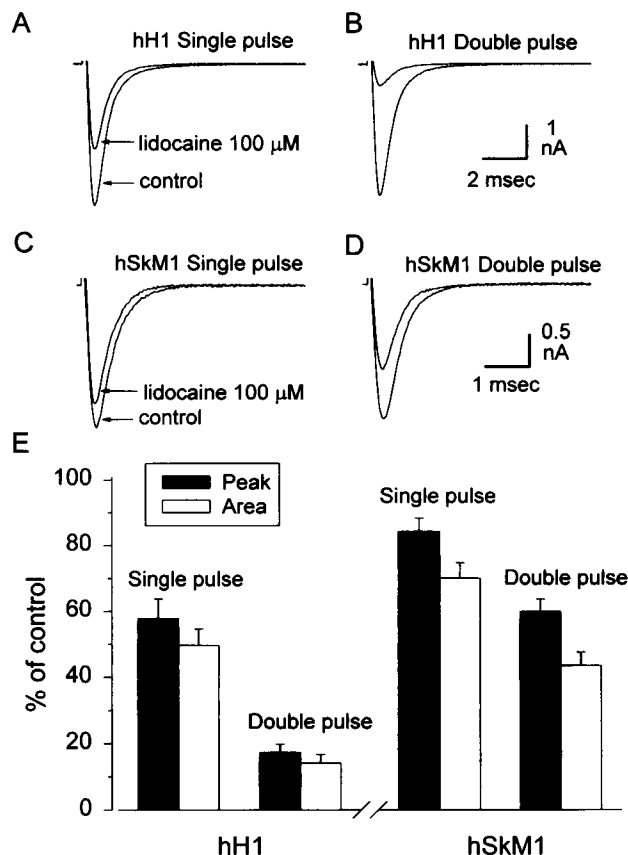 A
hH1 Single pulse
lidocaine 100 μM
control
B
hH1 Double pulse
1
nA
2 msec
C
hSkM1 Single pulse
lidocaine 100 μM
control
D
hSkM1 Double pulse
0.5
nA
1 msec
E
% of control
100
80
60
40
20
0
Peak
Area
Single pulse
Double pulse
Single pulse
Double pulse
hH1
hSkM1